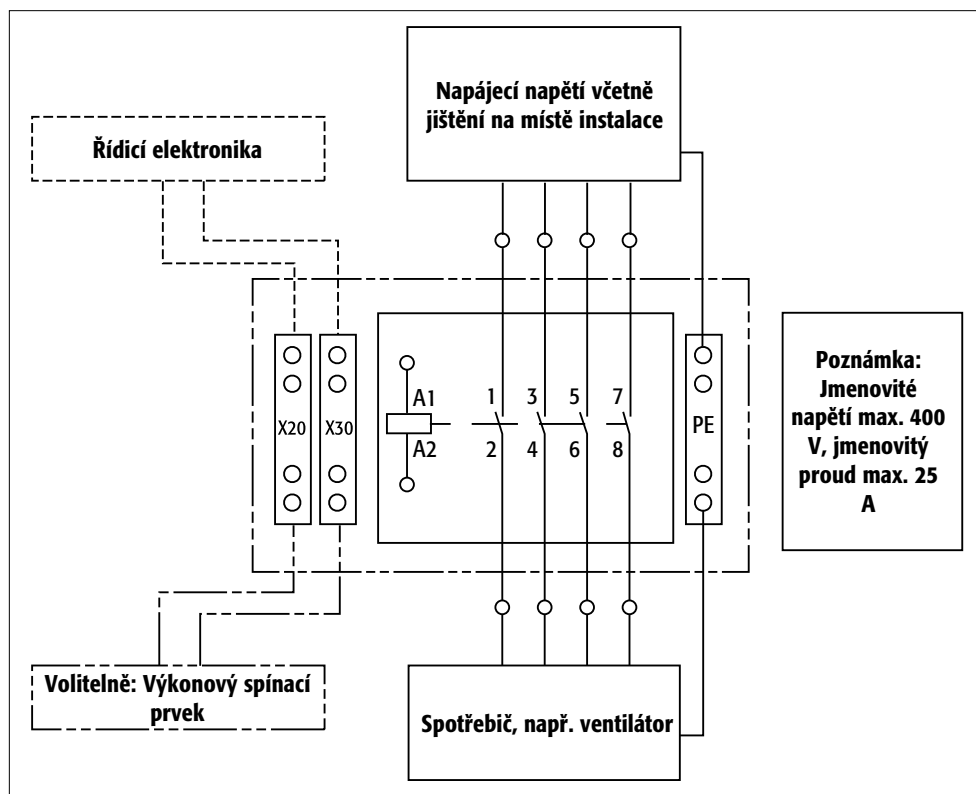 Napájecí napětí včetně
jištění na místě instalace
Řídicí elektronika
A1
1
3
5
7
X20
X30
PE
A2
2
4
6
8
Poznámka:
Jmenovité
napětí max. 400
V, jmenovitý
proud max. 25
A
Volitelně: Výkonový spínací
prvek
Spotřebič, např. ventilátor